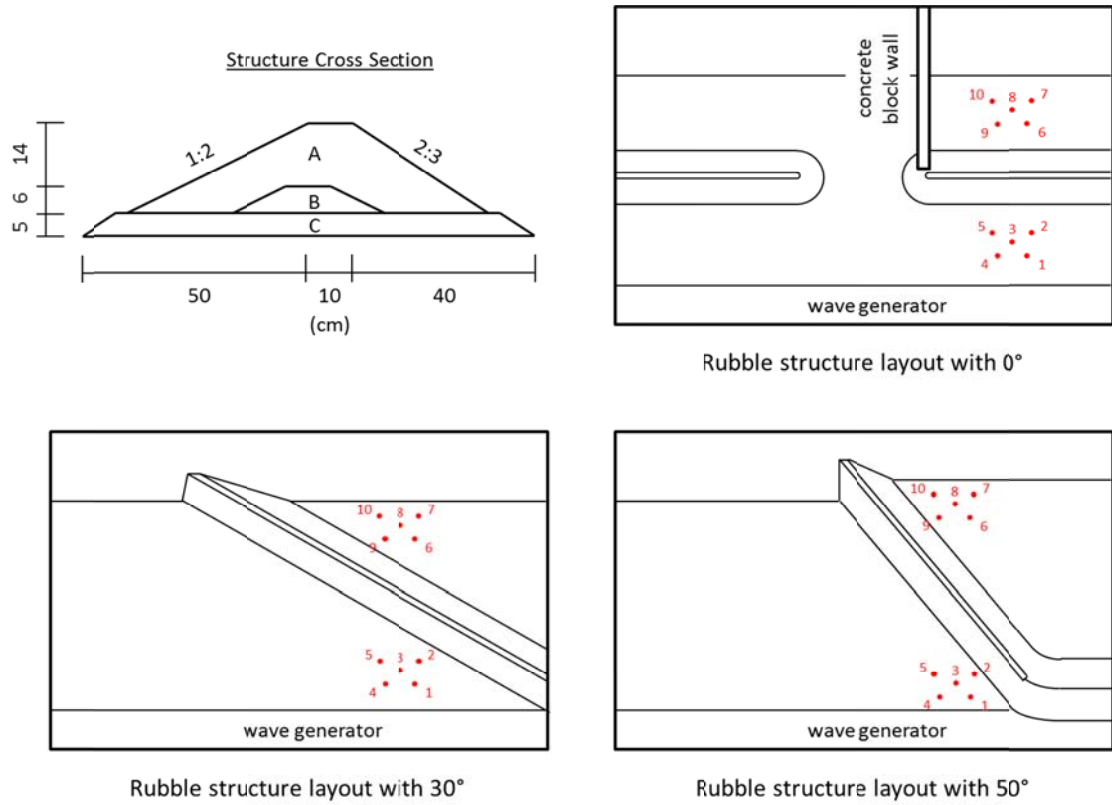 Structure Cross Section
1:2
2:3
A
B
C
14
6
5
50
10
40
(cm)
concrete
block wall
10
8
7
9
6
5
3
2
4
1
wave generator
Rubble structure layout with 0°
10
8
7
9
6
5
3
2
4
1
wave generator
Rubble structure layout with 30°
10
8
7
9
6
5
3
2
4
1
wave generator
Rubble structure layout with 50°